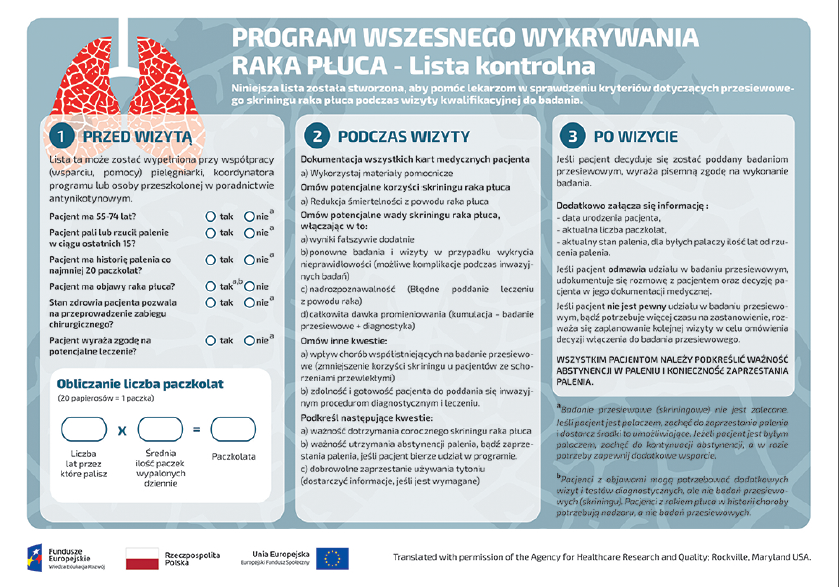 PROGRAM WSZESNEGO WYKRYWANIA
RAKA PŁUCA - Lista kontrolna
Niniejsza lista została stworzona, aby pomóc lekarzom w sprawdzeniu kryteriów dotyczących przesiewowe-
go skriningu raka płuca podczas wizyty kwalifikacyjnej do badania.
1 PRZED WIZYTĄ
Lista ta może zostać wypełniona przy współpracy
(wsparciu, pomocy) pielęgniarki, koordynatora
programu lub osoby przeszkolonej w poradnictwie
antynikotynowym.
Pacjent ma 55-74 lat? tak nie a
Pacjent pali lub rzucił palenie
w ciągu ostatnich 15? tak nie a
Pacjent ma historię palenia co
najmniej 20 paczkolat? tak nie a
Pacjent ma objawy raka płuca? tak a,b nie
Stan zdrowia pacjenta pozwala
na przeprowadzenie zabiegu
chirurgicznego? tak nie a
Pacjent wyraża zgodę na
potencjalne leczenie? tak nie a
Obliczanie liczba paczkolat
(20 papierosów = 1 paczka)
x =
Liczba
lat przez
które palisz
Średnia
ilość paczek
wypalonych
dziennie
Paczkolata
2 PODCZAS WIZYTY
Dokumentacja wszystkich kart medycznych pacjenta
a) Wykorzystaj materiały pomocnicze
Omów potencjalne korzyści skriningu raka płuca
a) Redukcja śmiertelności z powodu raka płuca
Omów potencjalne wady skriningu raka płuca,
włączając w to:
a) wyniki fałszywie dodatnie
b) ponowne badania i wizyty w przypadku wykrycia
nieprawidłowości (możliwe komplikacje podczas inwazyj-
nych badań)
c) nadrozpoznawalność (Błędne poddanie leczeniu
z powodu raka)
d) całkowita dawka promieniowania (kumulacja – badanie
przesiewowe + diagnostyka)
Omów inne kwestie:
a) wpływ chorób współistniejących na badanie przesiewo-
we (zmniejszenie korzyści skriningu u pacjentów ze scho-
rzeniami przewlekłymi)
b) zdolność i gotowość pacjenta do poddania się inwazyj-
nym procedurom diagnostycznym i leczeniu.
Podkreśl następujące kwestie:
a) ważność dotrzymania corocznego skriningu raka płuca
b) ważność utrzymania abstynencji palenia, bądź zaprze-
stania palenia, jeśli pacjent bierze udział w programie.
c) dobrowolne zaprzestanie używania tytoniu
(dostarczyć informacje, jeśli jest wymagane)
3 PO WIZYCIE
Jeśli pacjent decyduje się zostać poddany badaniom
przesiewowym, wyraża pisemną zgodę na wykonanie
badania.
Dodatkowo załącza się informację :
- data urodzenia pacjenta,
- aktualna liczba paczkolat,
- aktualny stan palenia, dla byłych palaczy ilość lat od rzu-
cenia palenia.
Jeśli pacjent odmawia udziału w badaniu przesiewowym,
udokumentuje się rozmowę z pacjentem oraz decyzję pa-
cjenta w jego dokumentacji medycznej.
Jeśli pacjent nie jest pewny udziału w badaniu przesiewo-
wym, bądź potrzebuje więcej czasu na zastanowienie, roz-
waża się zaplanowanie kolejnej wizyty w celu omówienia
decyzji włączenia do badania przesiewowego.
WSZYSTKIM PACJENTOM NALEŻY PODKREŚLIĆ WAŻNOŚĆ
ABSTYNENCJI W PALENIU I KONIECZNOŚĆ ZAPRZESTANIA
PALENIA.
a Badanie przesiewowe (skriningowe) nie jest zalecane.
Jeśli pacjent jest palaczem, zachęć do zaprzestania palenia
i dostarcz środki to umożliwiające. Jeżeli pacjent jest byłym
palaczem, zachęć do kontynuacji abstynencji, a w razie
potrzeby zapewnij dodatkowe wsparcie.
b Pacjenci z objawami mogą potrzebować dodatkowych
wizyt i testów diagnostycznych, ale nie badań przesiewo-
wych (skriningu). Pacjenci z rakiem płuca w historii choroby
potrzebują nadzoru, a nie badań przesiewowych.
Fundusze
Europejskie
Wiedza Edukacja Rozwój
Rzeczpospolita
Polska
Unia Europejska
Europejski Fundusz Społeczny
Translated with permission of the Agency for Healthcare Research and Quality; Rockville, Maryland USA.